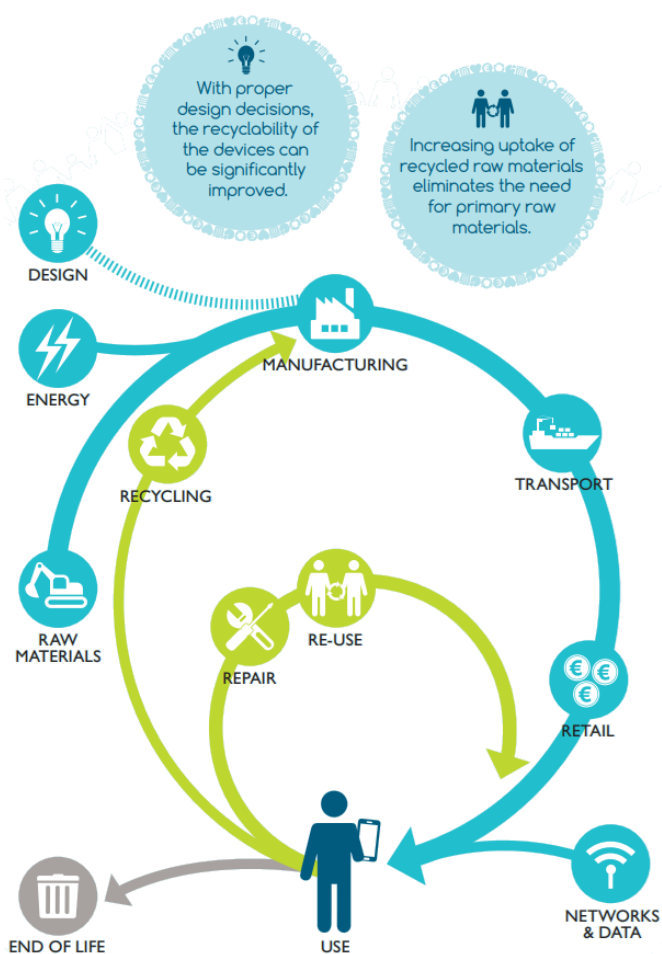 With proper
design decisions,
the recyclability of
the devices can
be significantly
improved.
Increasing uptake of
recycled raw materials
eliminates the need
for primary raw
materials.
DESIGN
ENERGY
MANUFACTURING
RECYCLING
TRANSPORT
RAW
MATERIALS
RE-USE
REPAIR
€ € €
RETAIL
NETWORKS
& DATA
END OF LIFE
USE